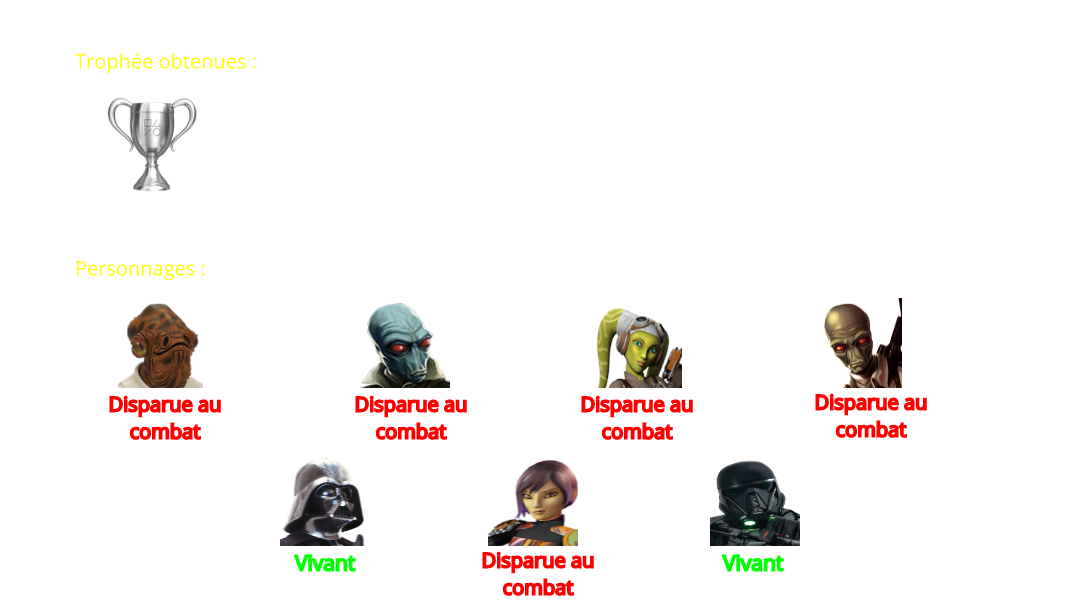 Trophée obtenues :
Personnages :
Disparue au
combat
Disparue au
combat
Disparue au
combat
Disparue au
combat
Vivant
Disparue au
combat
Vivant